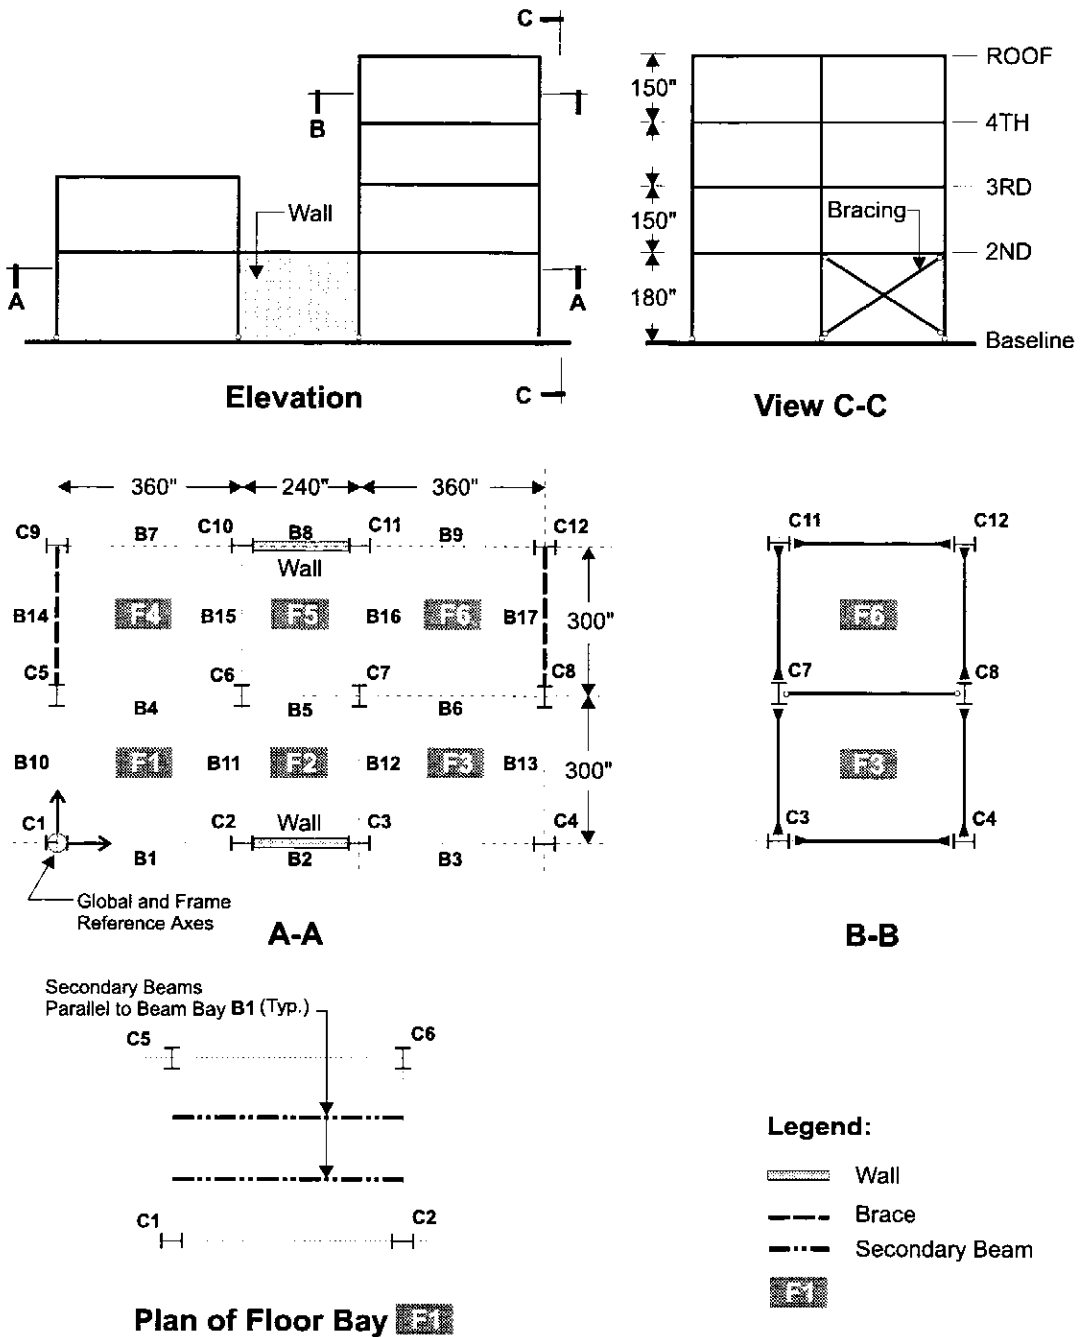 C
B
Wall
A
A
C
Elevation
ROOF
150"
4TH
3RD
150"
Bracing
2ND
180"
Baseline
View C-C
360"
240"
360"
C9
B7
C10
B8
C11
B9
C12
Wall
B14
F4
B15
F5
B16
F6
B17
300"
C5
C6
C7
C8
B4
B5
B6
B10
F1
B11
F2
B12
F3
B13
300"
C1
C2
Wall
C3
C4
B1
B2
B3
Global and Frame
Reference Axes
A-A
C11
C12
F6
C7
C8
F3
C3
C4
B-B
Secondary Beams
Parallel to Beam Bay B1 (Typ.)
C5
C6
C1
C2
Plan of Floor Bay F1
Legend:
Wall
Brace
Secondary Beam
F1